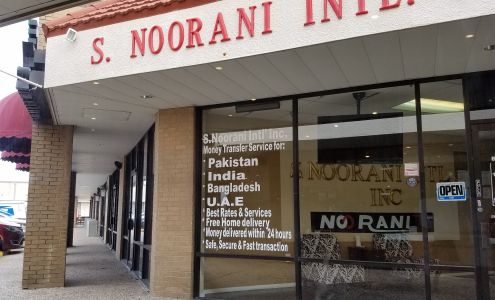 S. NOORANI INTL.
S.Noorani Intl' Inc.
Money Transfer Service for:
* Pakistan
* India
* Bangladesh
* U.A.E
* Best Rates & Services
* Free Home delivery
* Money delivered within 24 hours
* Safe, Secure & Fast transaction
S NOORANI INTL
INC
NOORANI
OPEN